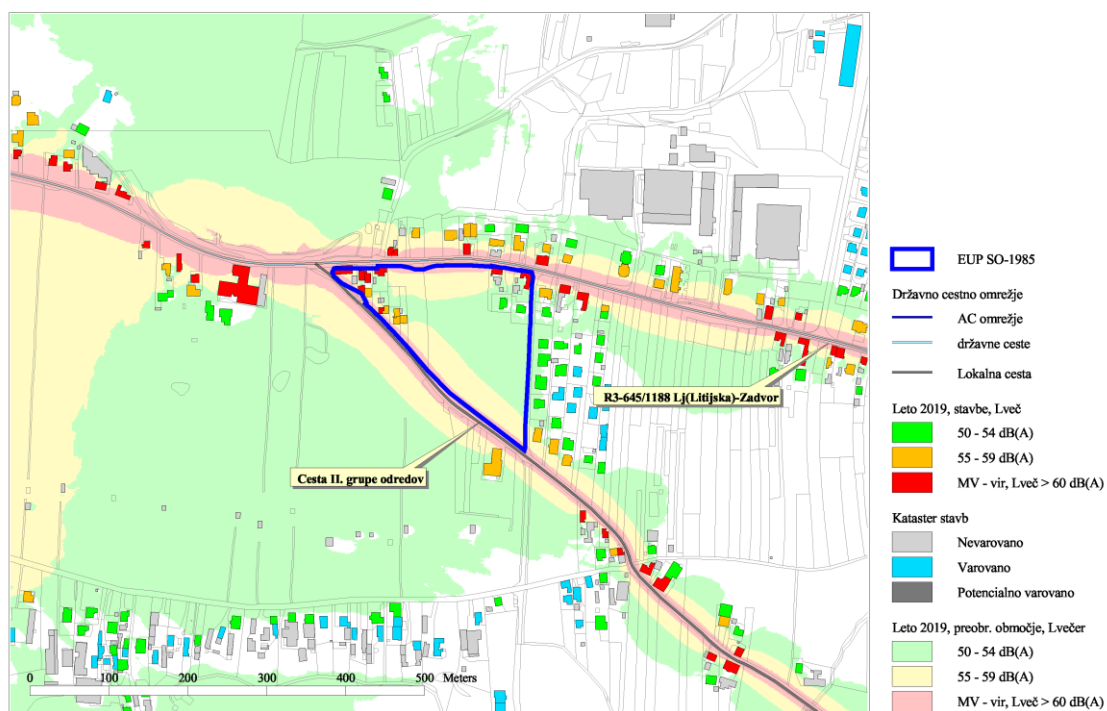 R3-645/1188 Lj(Litijska)-Zadvor
Cesta II. grupe odredov
0 100 200 300 400 500 Meters
EUP SO-1985
Državno cestno omrežje
AC omrežje
državne ceste
Lokalna cesta
Leto 2019, stavbe, Lveč
50 - 54 dB(A)
55 - 59 dB(A)
MV - vir, Lveč > 60 dB(A)
Kataster stavb
Nevarovano
Varovano
Potencialno varovano
Leto 2019, preobr. območje, Lvečer
50 - 54 dB(A)
55 - 59 dB(A)
MV - vir, Lveč > 60 dB(A)